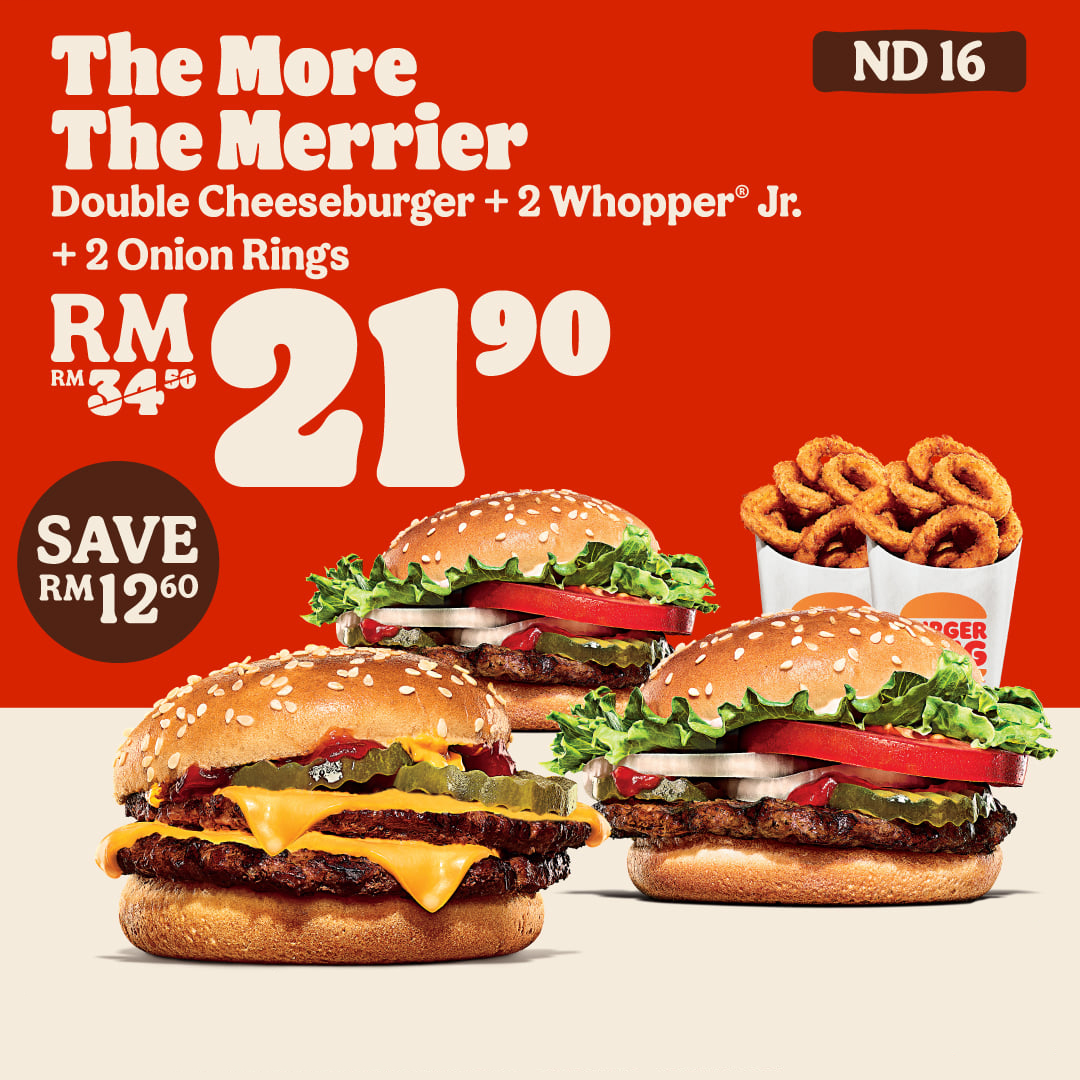 The More
The Merrier
ND 16
Double Cheeseburger + 2 Whopper® Jr.
+ 2 Onion Rings
RM 21 90
RM 34 50
SAVE
RM 12 60